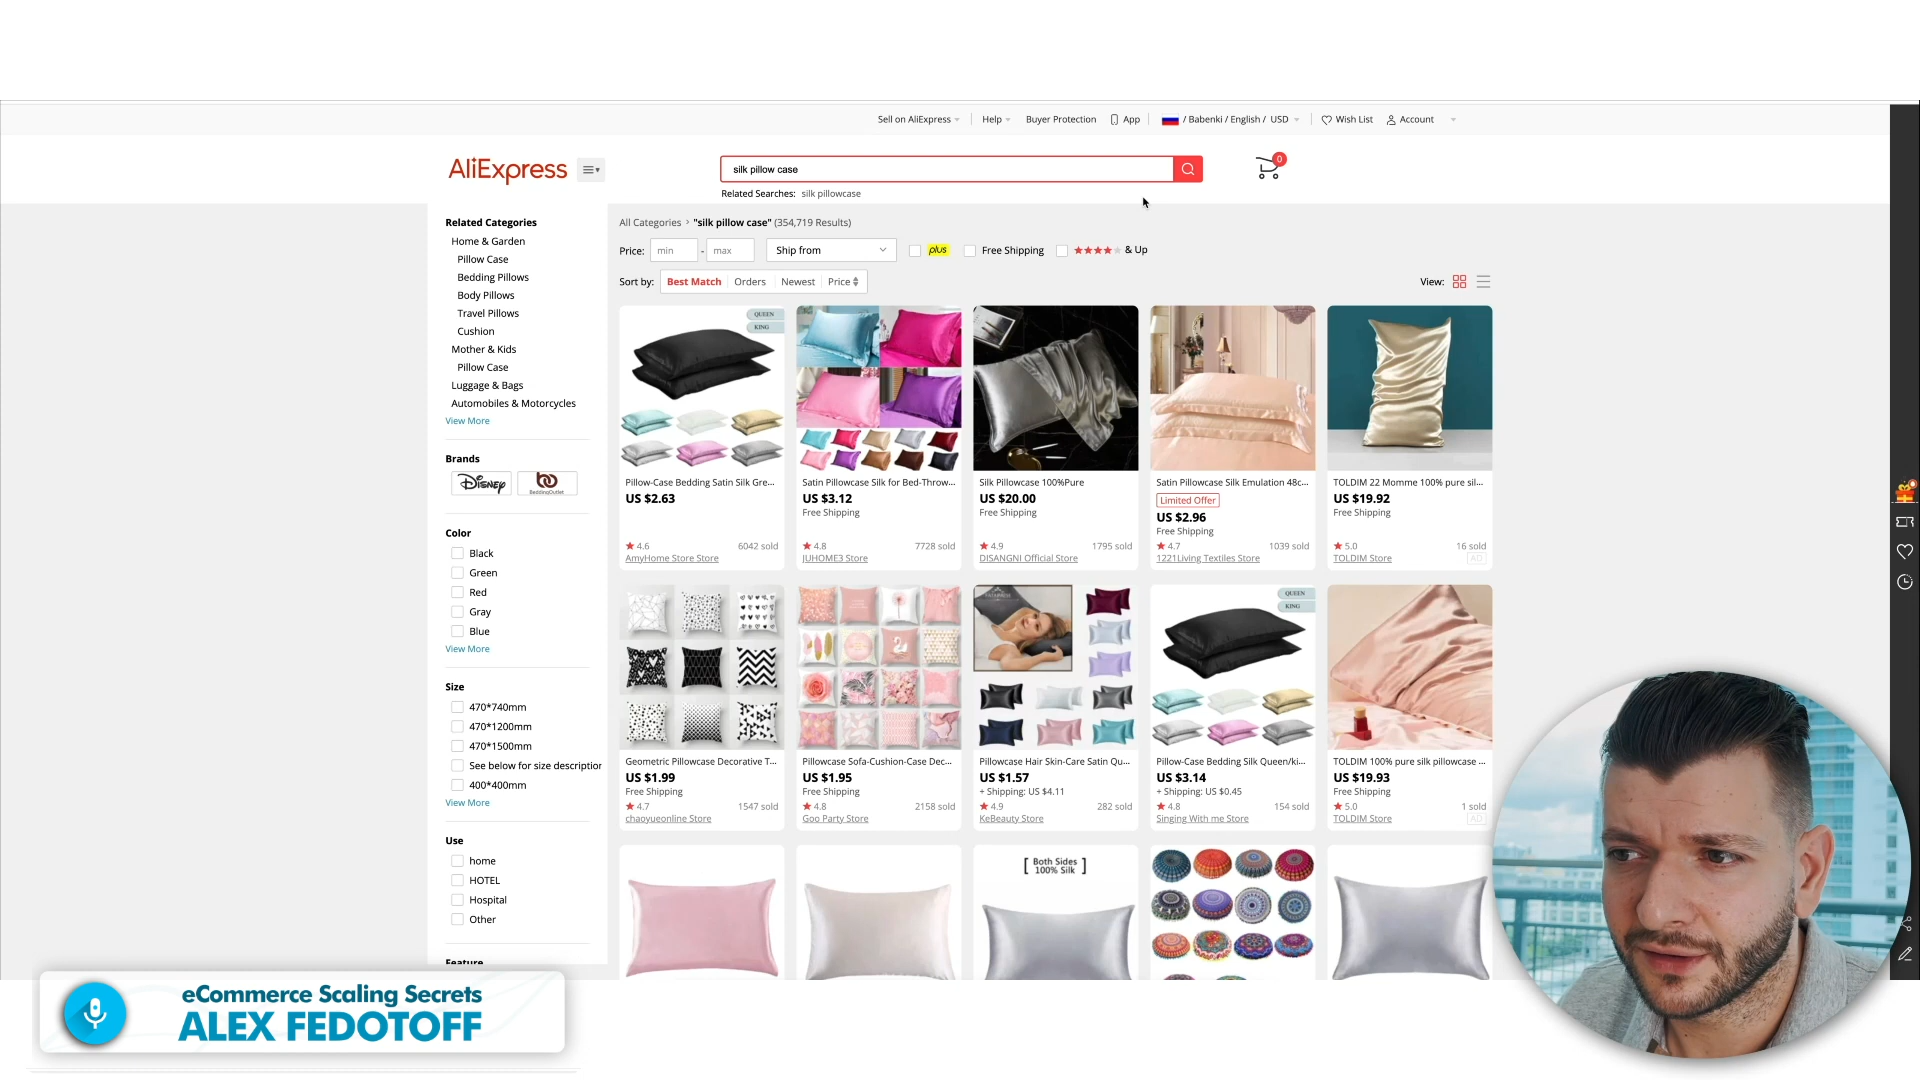 Sell on AliExpress
Help
Buyer Protection
App
/ Babenki / English / USD
Wish List
Account
AliExpress
silk pillow case
0
Related Searches: silk pillowcase
Related Categories
Home & Garden
Pillow Case
Bedding Pillows
Body Pillows
Travel Pillows
Cushion
Mother & Kids
Pillow Case
Luggage & Bags
Automobiles & Motorcycles
View More
Brands
Disney
BeddingOutlet
Color
Black
Green
Red
Gray
Blue
View More
Size
470*740mm
470*1200mm
470*1500mm
See below for size description
400*400mm
View More
Use
home
HOTEL
Hospital
Other
Feature
All Categories > "silk pillow case" (354,719 Results)
Price: min - max Ship from plus Free Shipping & Up
Sort by: Best Match Orders Newest Price View:
QUEEN
KING
Pillow-Case Bedding Satin Silk Gre...
US $2.63
4.6 6042 sold
AmyHome Store Store
Satin Pillowcase Silk for Bed-Throw...
US $3.12
Free Shipping
4.8 7728 sold
JUHOME3 Store
Silk Pillowcase 100%Pure
US $20.00
Free Shipping
4.9 1795 sold
DISANGNI Official Store
Satin Pillowcase Silk Emulation 48c...
Limited Offer
US $2.96
Free Shipping
4.7 1039 sold
1221Living Textiles Store
TOLDIM 22 Momme 100% pure sil...
US $19.92
Free Shipping
5.0 16 sold
TOLDIM Store AD
Geometric Pillowcase Decorative T...
US $1.99
Free Shipping
4.7 1547 sold
chaoyueonline Store
Pillowcase Sofa-Cushion-Case Dec...
US $1.95
Free Shipping
4.8 2158 sold
Goo Party Store
Pillowcase Hair Skin-Care Satin Qu...
US $1.57
+ Shipping: US $4.11
4.9 282 sold
KeBeauty Store
QUEEN
KING
Pillow-Case Bedding Silk Queen/ki...
US $3.14
+ Shipping: US $0.45
4.8 154 sold
Singing With me Store
TOLDIM 100% pure silk pillowcase ...
US $19.93
Free Shipping
5.0 1 sold
TOLDIM Store AD
[ Both Sides
100% Silk ]
eCommerce Scaling Secrets
ALEX FEDOTOFF